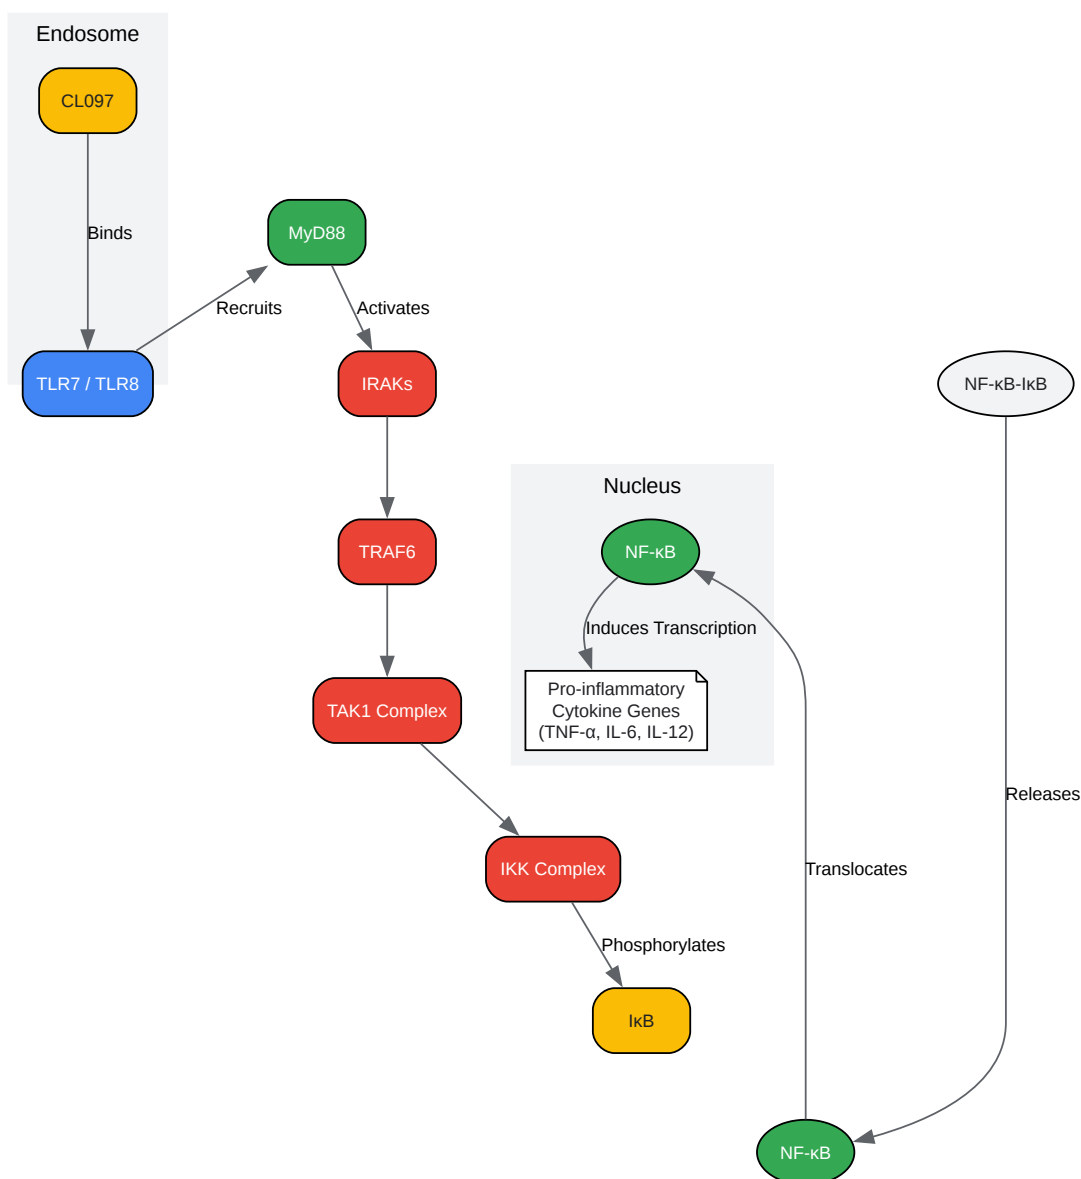 Endosome
CL097
Binds
MyD88
Recruits
Activates
TLR7 / TLR8
IRAKs
NF-κB-IκB
Nucleus
TRAF6
NF-κB
Induces Transcription
Pro-inflammatory
Cytokine Genes
(TNF-α, IL-6, IL-12)
TAK1 Complex
Releases
IKK Complex
Translocates
Phosphorylates
IκB
NF-κB